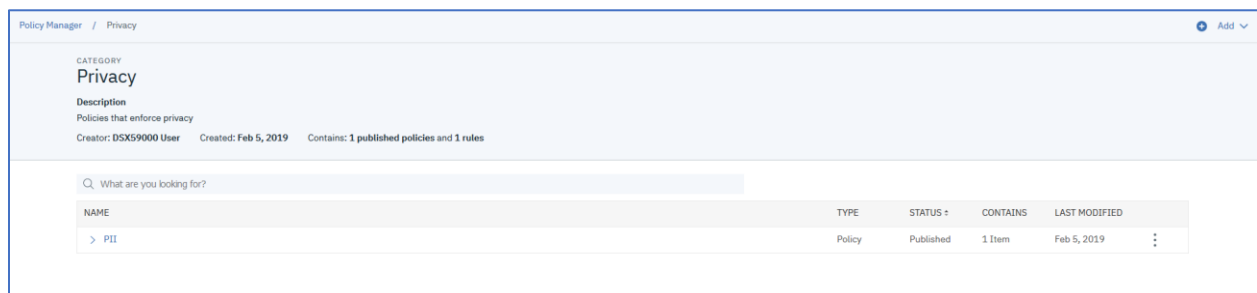 Policy Manager / Privacy
Add
CATEGORY
Privacy
Description
Policies that enforce privacy
Creator: DSX59000 User Created: Feb 5, 2019 Contains: 1 published policies and 1 rules
What are you looking for?
NAME TYPE STATUS CONTAINS LAST MODIFIED
PII Policy Published 1 Item Feb 5, 2019